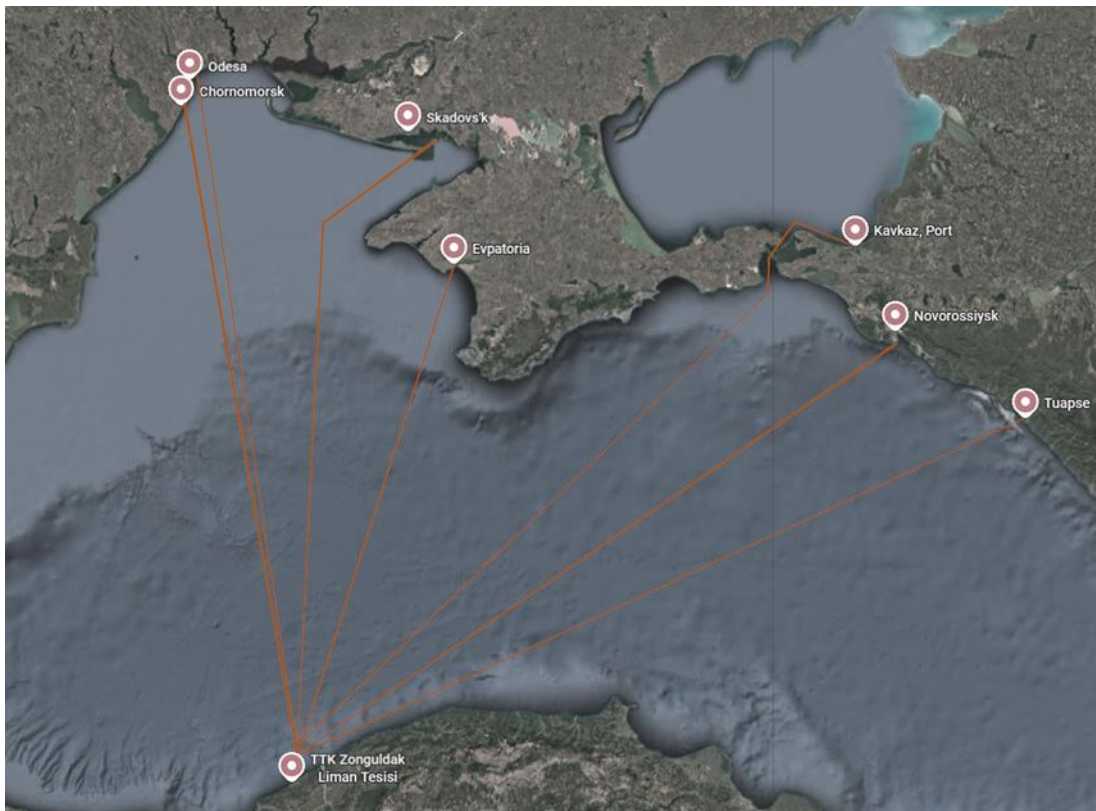 Odesa
Chornomorsk
Skadovs'k
Evpatoria
Kavkaz, Port
Novorossiysk
Tuapse
TTK Zonguldak
Liman Tesisi